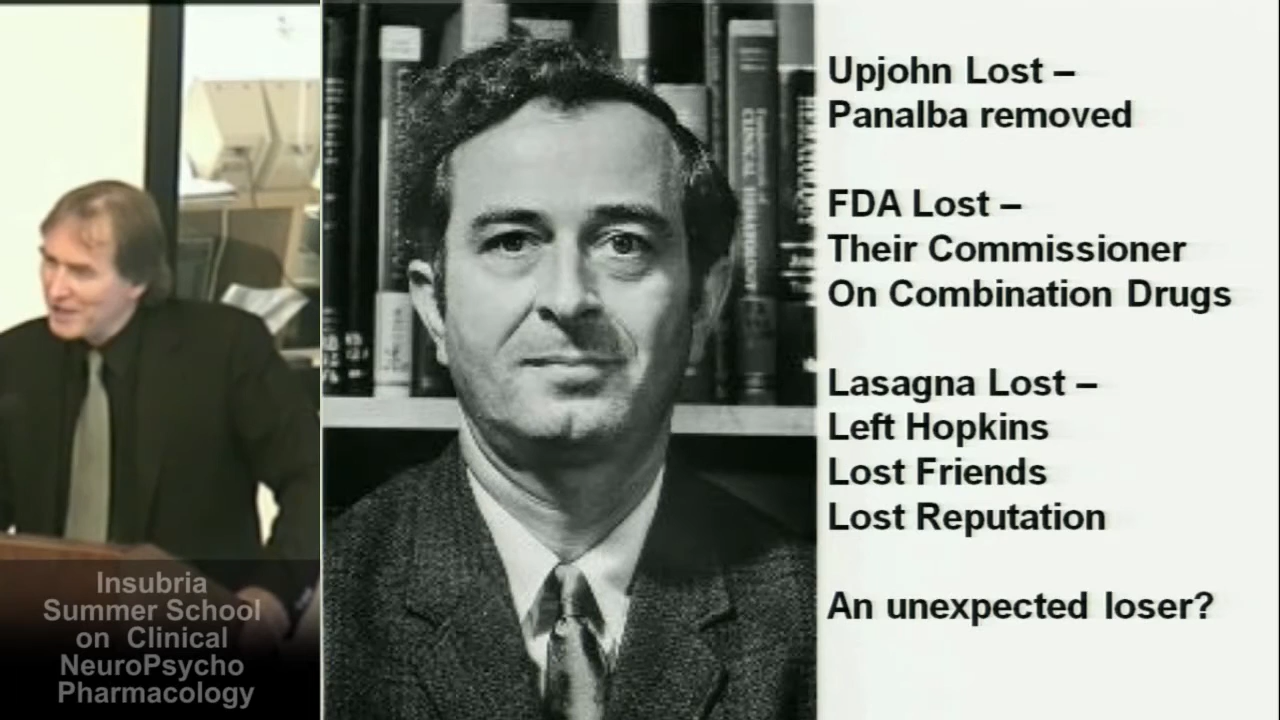 Upjohn Lost –
Panalba removed
FDA Lost –
Their Commissioner
On Combination Drugs
Lasagna Lost –
Left Hopkins
Lost Friends
Lost Reputation
An unexpected loser?
Insubria
Summer School
on Clinical
NeuroPsycho
Pharmacology